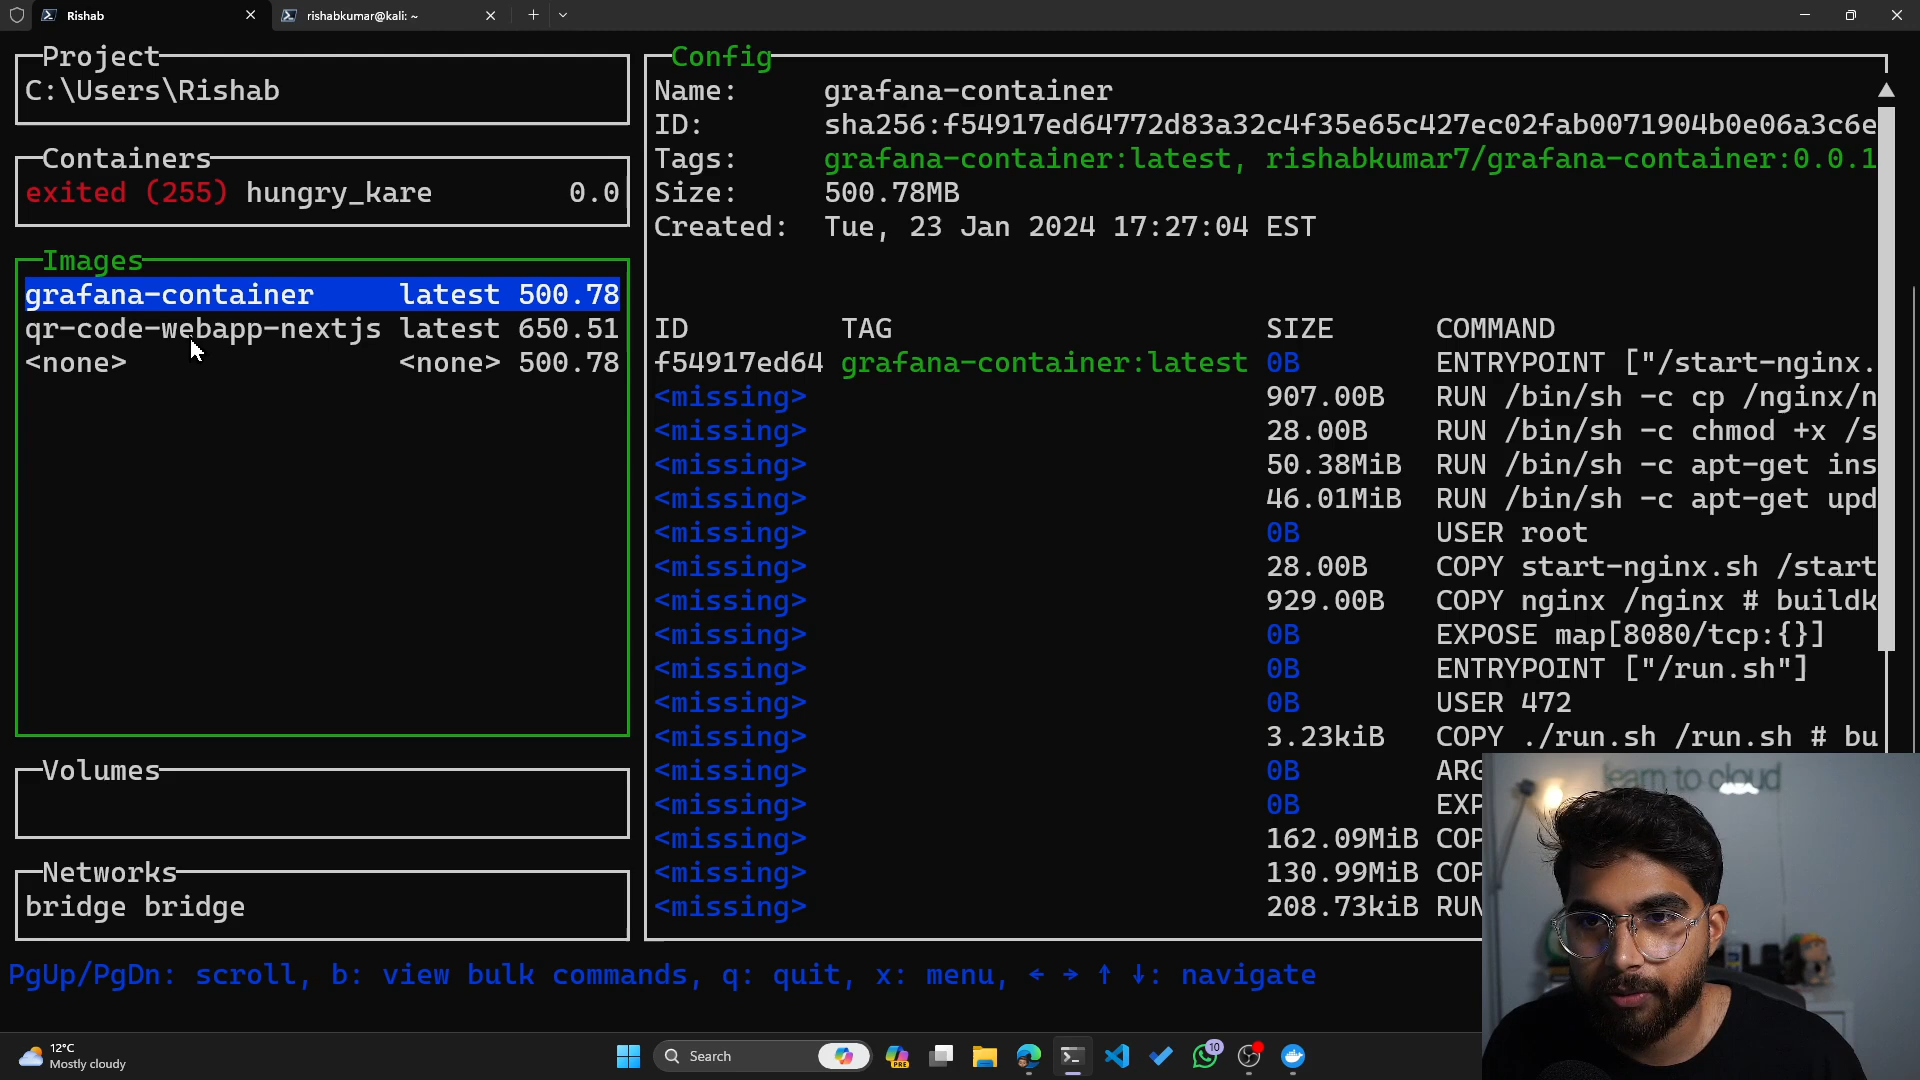 Rishab
rishabkumar@kali: ~
Project
C:\Users\Rishab
Containers
exited (255) hungry_kare 0.0
Images
grafana-container latest 500.78
qr-code-webapp-nextjs latest 650.51
<none> <none> 500.78
Volumes
Networks
bridge bridge
Config
Name: grafana-container
ID: sha256:f54917ed64772d83a32c4f35e65c427ec02fab0071904b0e06a3c6e
Tags: grafana-container:latest, rishabkumar7/grafana-container:0.0.1
Size: 500.78MB
Created: Tue, 23 Jan 2024 17:27:04 EST
ID TAG SIZE COMMAND
f54917ed64 grafana-container:latest 0B ENTRYPOINT ["/start-nginx.
<missing> 907.00B RUN /bin/sh -c cp /nginx/n
<missing> 28.00B RUN /bin/sh -c chmod +x /s
<missing> 50.38MiB RUN /bin/sh -c apt-get ins
<missing> 46.01MiB RUN /bin/sh -c apt-get upd
<missing> 0B USER root
<missing> 28.00B COPY start-nginx.sh /start
<missing> 929.00B COPY nginx /nginx # buildk
<missing> 0B EXPOSE map[8080/tcp:{}]
<missing> 0B ENTRYPOINT ["/run.sh"]
<missing> 0B USER 472
<missing> 3.23kiB COPY ./run.sh /run.sh # bu
<missing> 0B ARG
<missing> 0B EXP
<missing> 162.09MiB COP
<missing> 130.99MiB COP
<missing> 208.73kiB RUN
learn to cloud
PgUp/PgDn: scroll, b: view bulk commands, q: quit, x: menu, ← → ↑ ↓: navigate
12°C
Mostly cloudy
Search
PRE
10